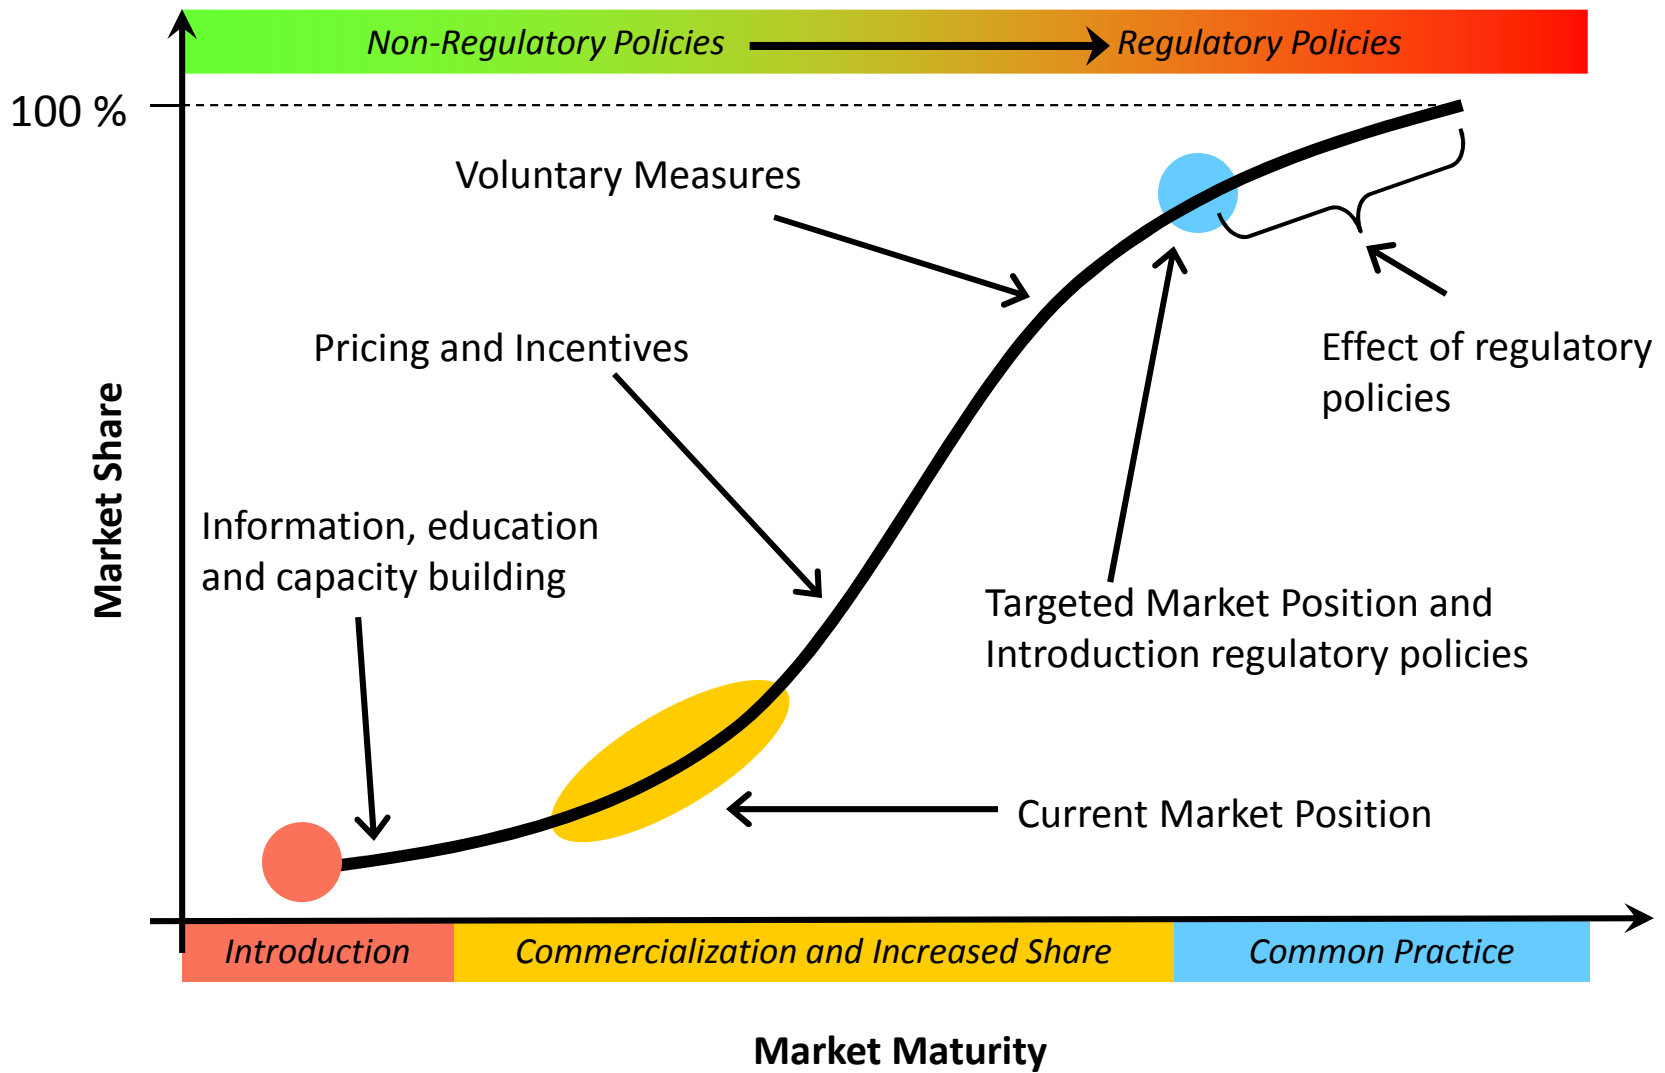 Non-Regulatory Policies
Regulatory Policies
100 %
Voluntary Measures
Pricing and Incentives
Effect of regulatory
policies
Market Share
Information, education
and capacity building
Targeted Market Position and
Introduction regulatory policies
Current Market Position
Introduction
Commercialization and Increased Share
Common Practice
Market Maturity